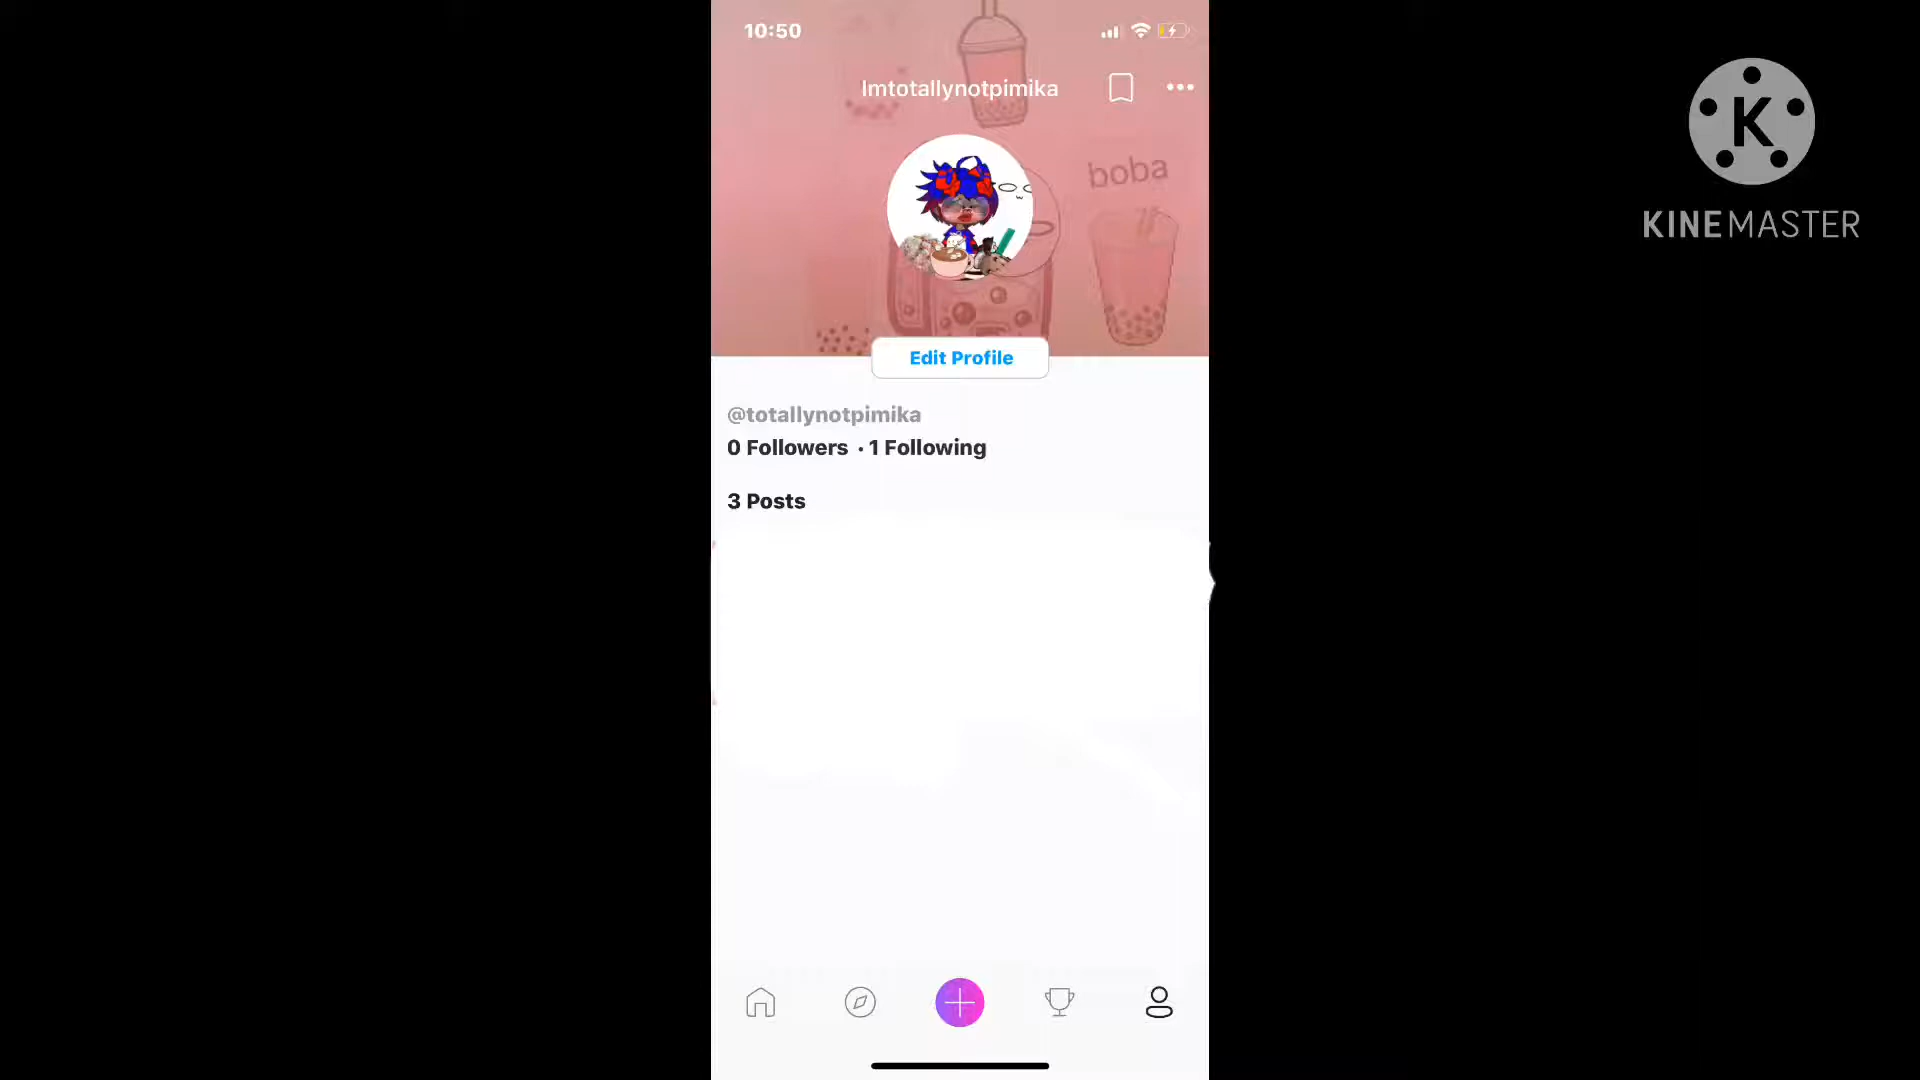 10:50
Imtotallynotpimika
boba
Edit Profile
@totallynotpimika
0 Followers · 1 Following
3 Posts
K
KINEMASTER